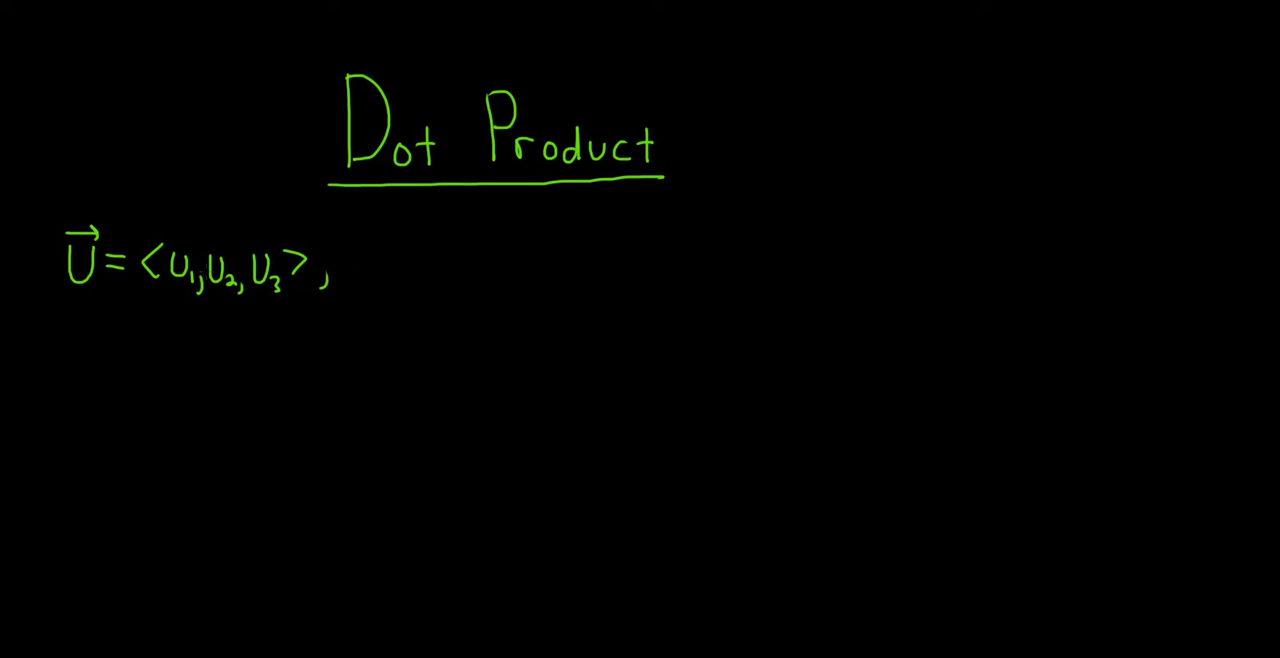 Dot Product
U⃗ = <U₁, U₂, U₃>,